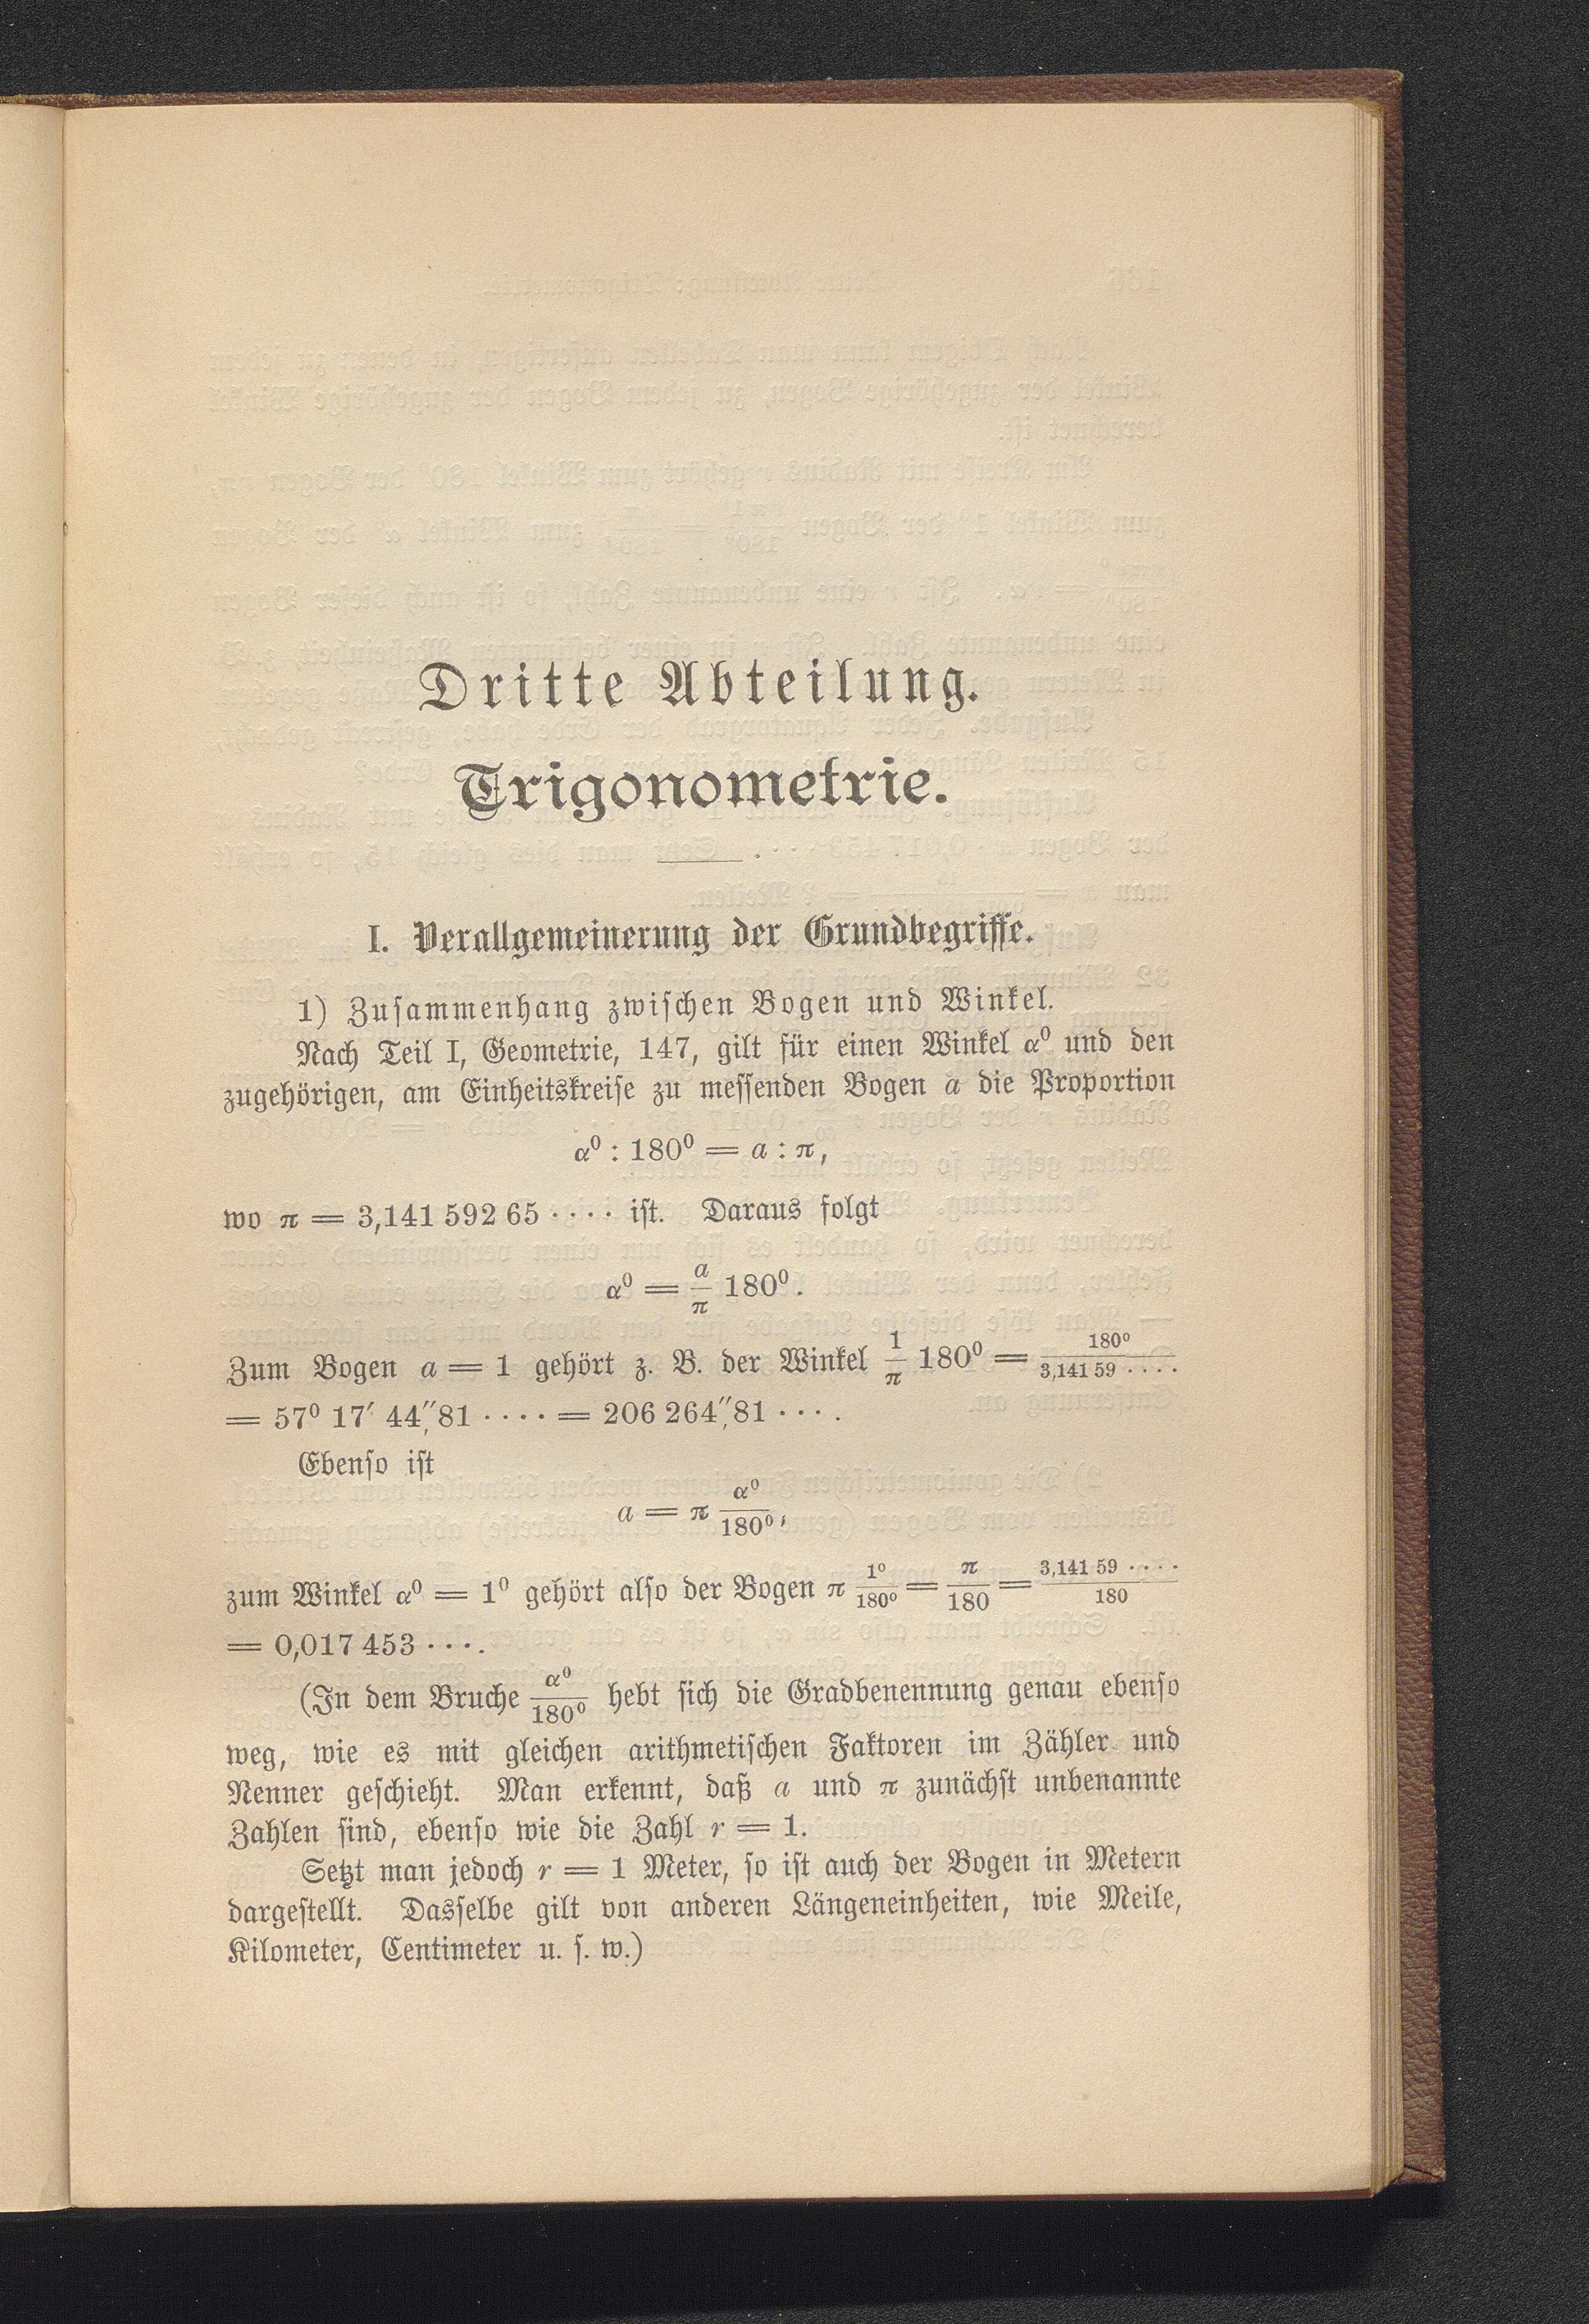 Dritte Abteilung.
Trigonometrie.
I. Verallgemeinerung der Grundbegriffe.
1) Zusammenhang zwischen Bogen und Winkel.
Nach Teil I, Geometrie, 147, gilt für einen Winkel α⁰ und den
zugehörigen, am Einheitskreise zu messenden Bogen a die Proportion
α⁰ : 180⁰ = a : π,
wo π = 3,141 592 65 ···· ist. Daraus folgt
α⁰ = a/π 180⁰.
Zum Bogen a = 1 gehört z. B. der Winkel 1/π 180⁰ = 180⁰/3,141 59 ····
= 57⁰ 17′ 44″,81 ···· = 206 264″,81 ····.
Ebenso ist
a = π α⁰/180⁰,
zum Winkel α⁰ = 1⁰ gehört also der Bogen π 1⁰/180⁰ = π/180 = 3,141 59 ····/180
= 0,017 453 ····.
(In dem Bruche α⁰/180⁰ hebt sich die Gradbenennung genau ebenso
weg, wie es mit gleichen arithmetischen Faktoren im Zähler und
Nenner geschieht. Man erkennt, daß a und π zunächst unbenannte
Zahlen sind, ebenso wie die Zahl r = 1.
Setzt man jedoch r = 1 Meter, so ist auch der Bogen in Metern
dargestellt. Dasselbe gilt von anderen Längeneinheiten, wie Meile,
Kilometer, Centimeter u. s. w.)